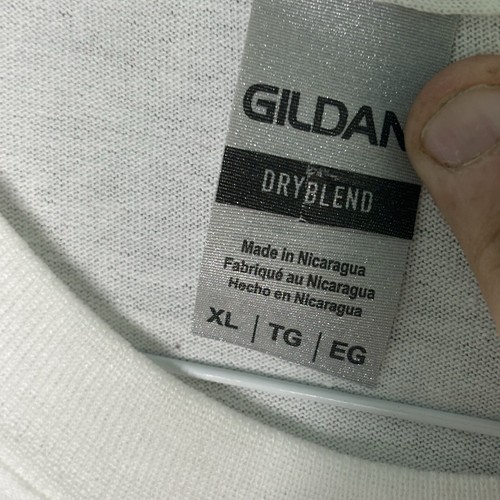 GILDAN
DRYBLEND
Made in Nicaragua
Fabriqué au Nicaragua
Hecho en Nicaragua
XL | TG | EG